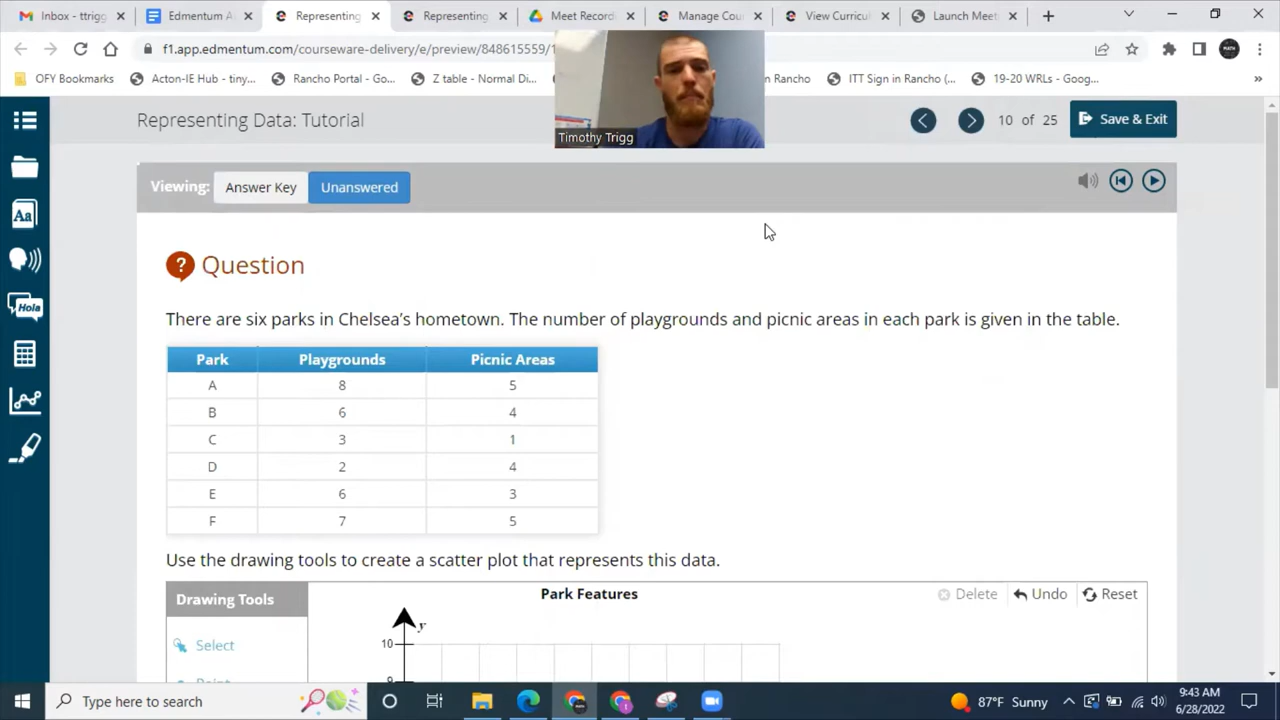 Inbox - ttrigg
Edmentum A
Representing
Representing
Meet Record
Manage Cou
View Curricu
Launch Meet
f1.app.edmentum.com/courseware-delivery/e/preview/848615559/1
OFY Bookmarks
Acton-IE Hub - tiny...
Rancho Portal - Go...
Z table - Normal Di...
n Rancho
ITT Sign in Rancho (...
19-20 WRLs - Goog...
»
Timothy Trigg
Representing Data: Tutorial
10 of 25
Save & Exit
Viewing:
Answer Key
Unanswered
Aa
Hola
? Question
There are six parks in Chelsea’s hometown. The number of playgrounds and picnic areas in each park is given in the table.
Park Playgrounds Picnic Areas
A 8 5
B 6 4
C 3 1
D 2 4
E 6 3
F 7 5
Use the drawing tools to create a scatter plot that represents this data.
Drawing Tools
Park Features
Delete
Undo
Reset
Select
y
10
Type here to search
87°F Sunny
9:43 AM
6/28/2022